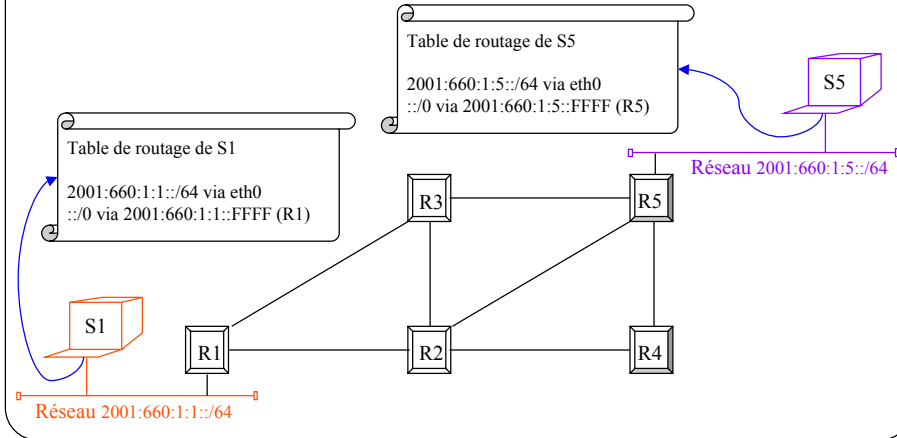 Table de routage de S5
2001:660:1:5::/64 via eth0
::/0 via 2001:660:1:5::FFFF (R5)
S5
Réseau 2001:660:1:5::/64
Table de routage de S1
2001:660:1:1::/64 via eth0
::/0 via 2001:660:1:1::FFFF (R1)
R3
R5
S1
R1
R2
R4
Réseau 2001:660:1:1::/64